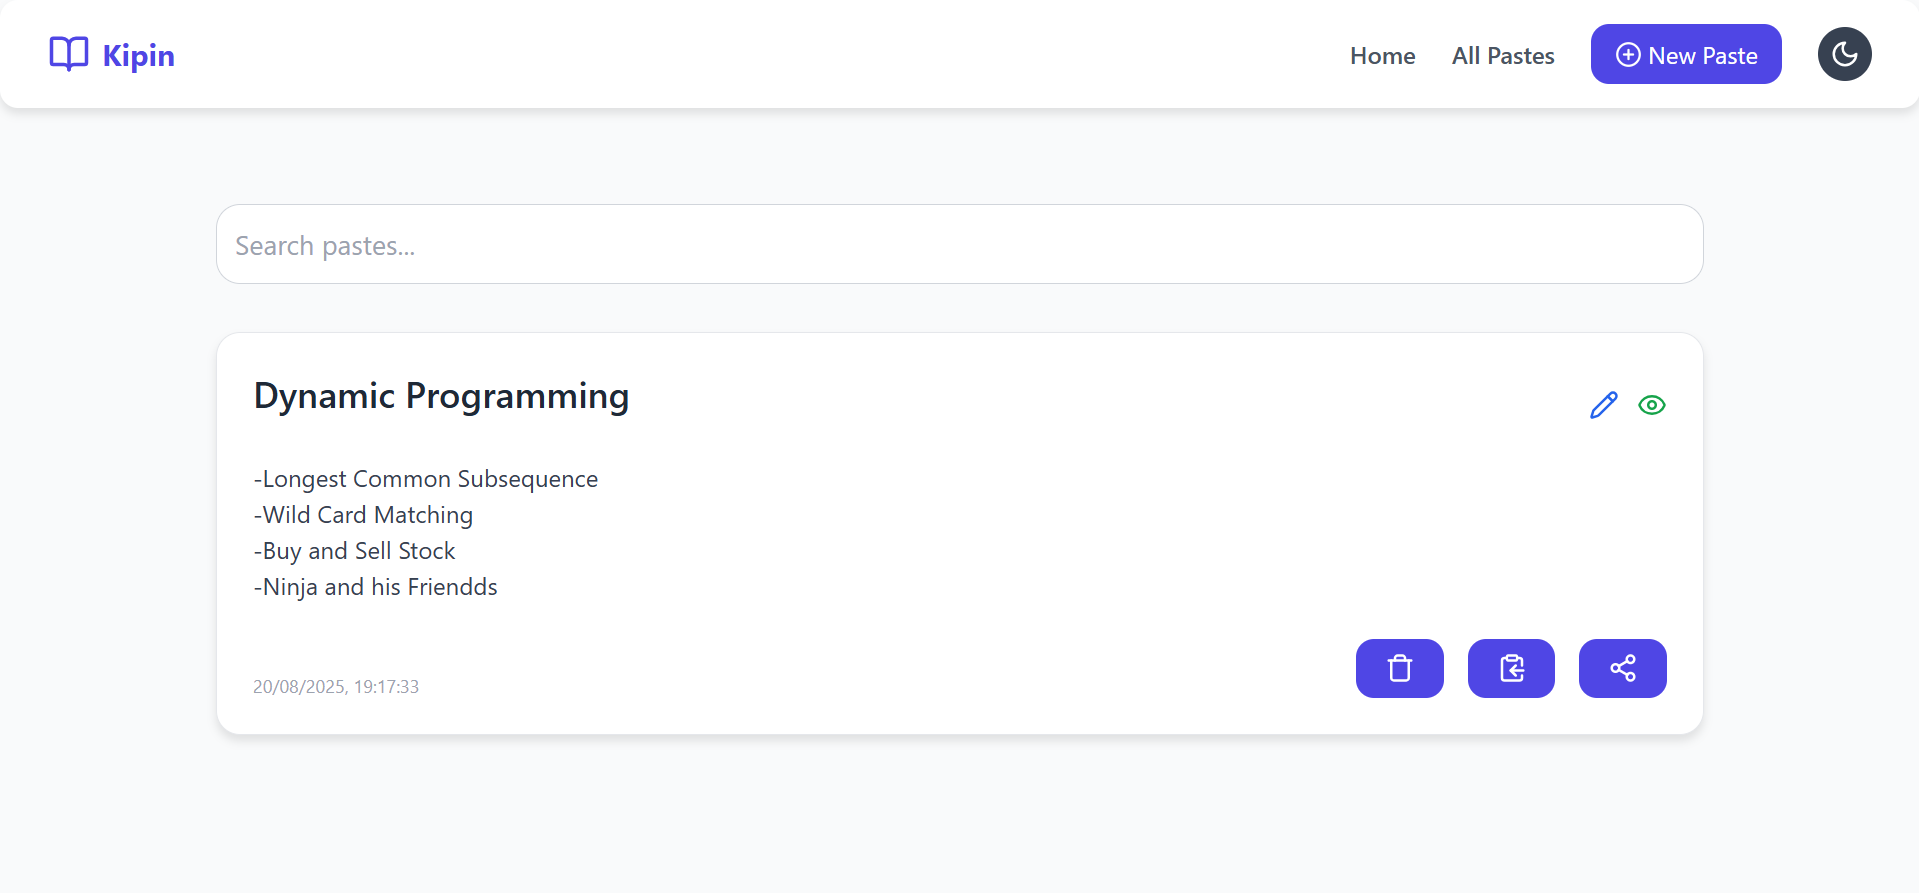 Kipin
Home
All Pastes
New Paste
Search pastes...
Dynamic Programming
-Longest Common Subsequence
-Wild Card Matching
-Buy and Sell Stock
-Ninja and his Friendds
20/08/2025, 19:17:33